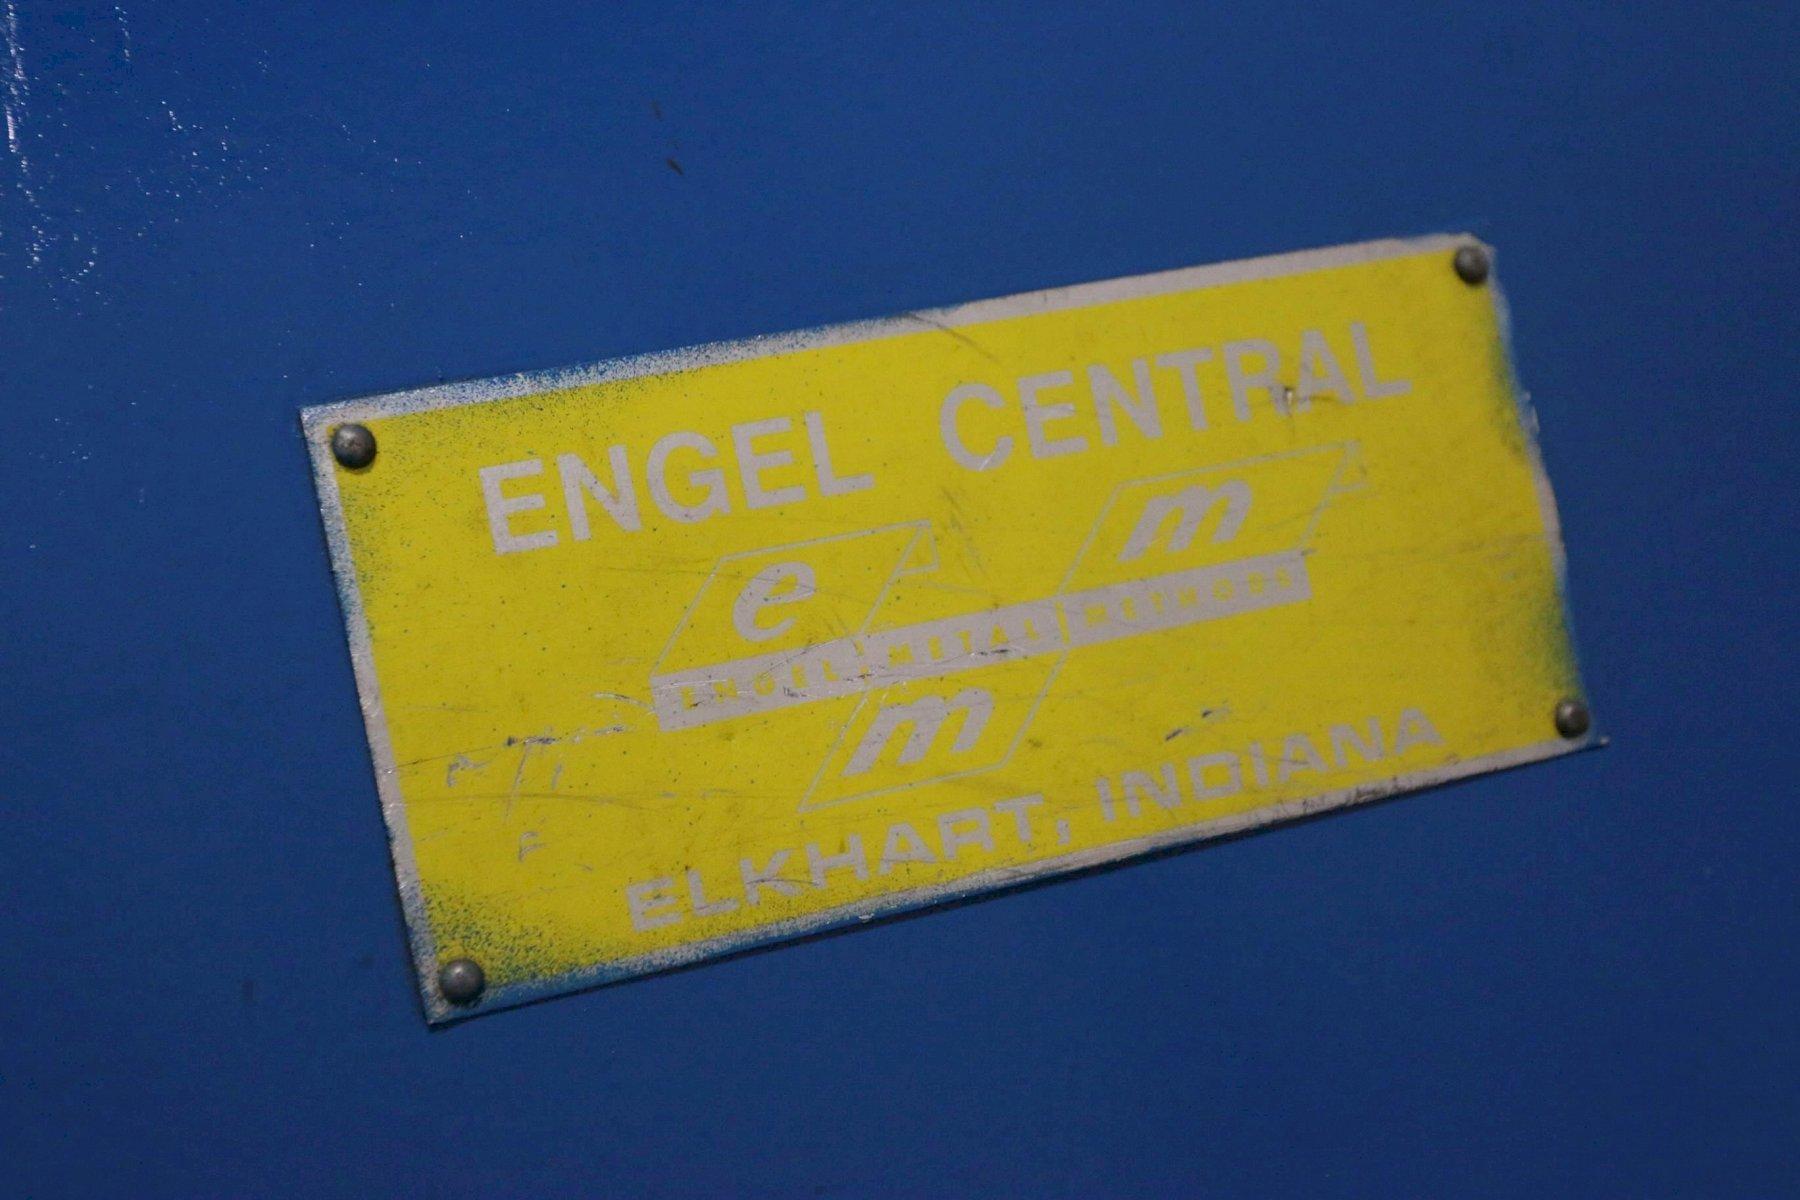 ENGEL CENTRAL
e m
ENGEL METAL METHODS
m
ELKHART, INDIANA